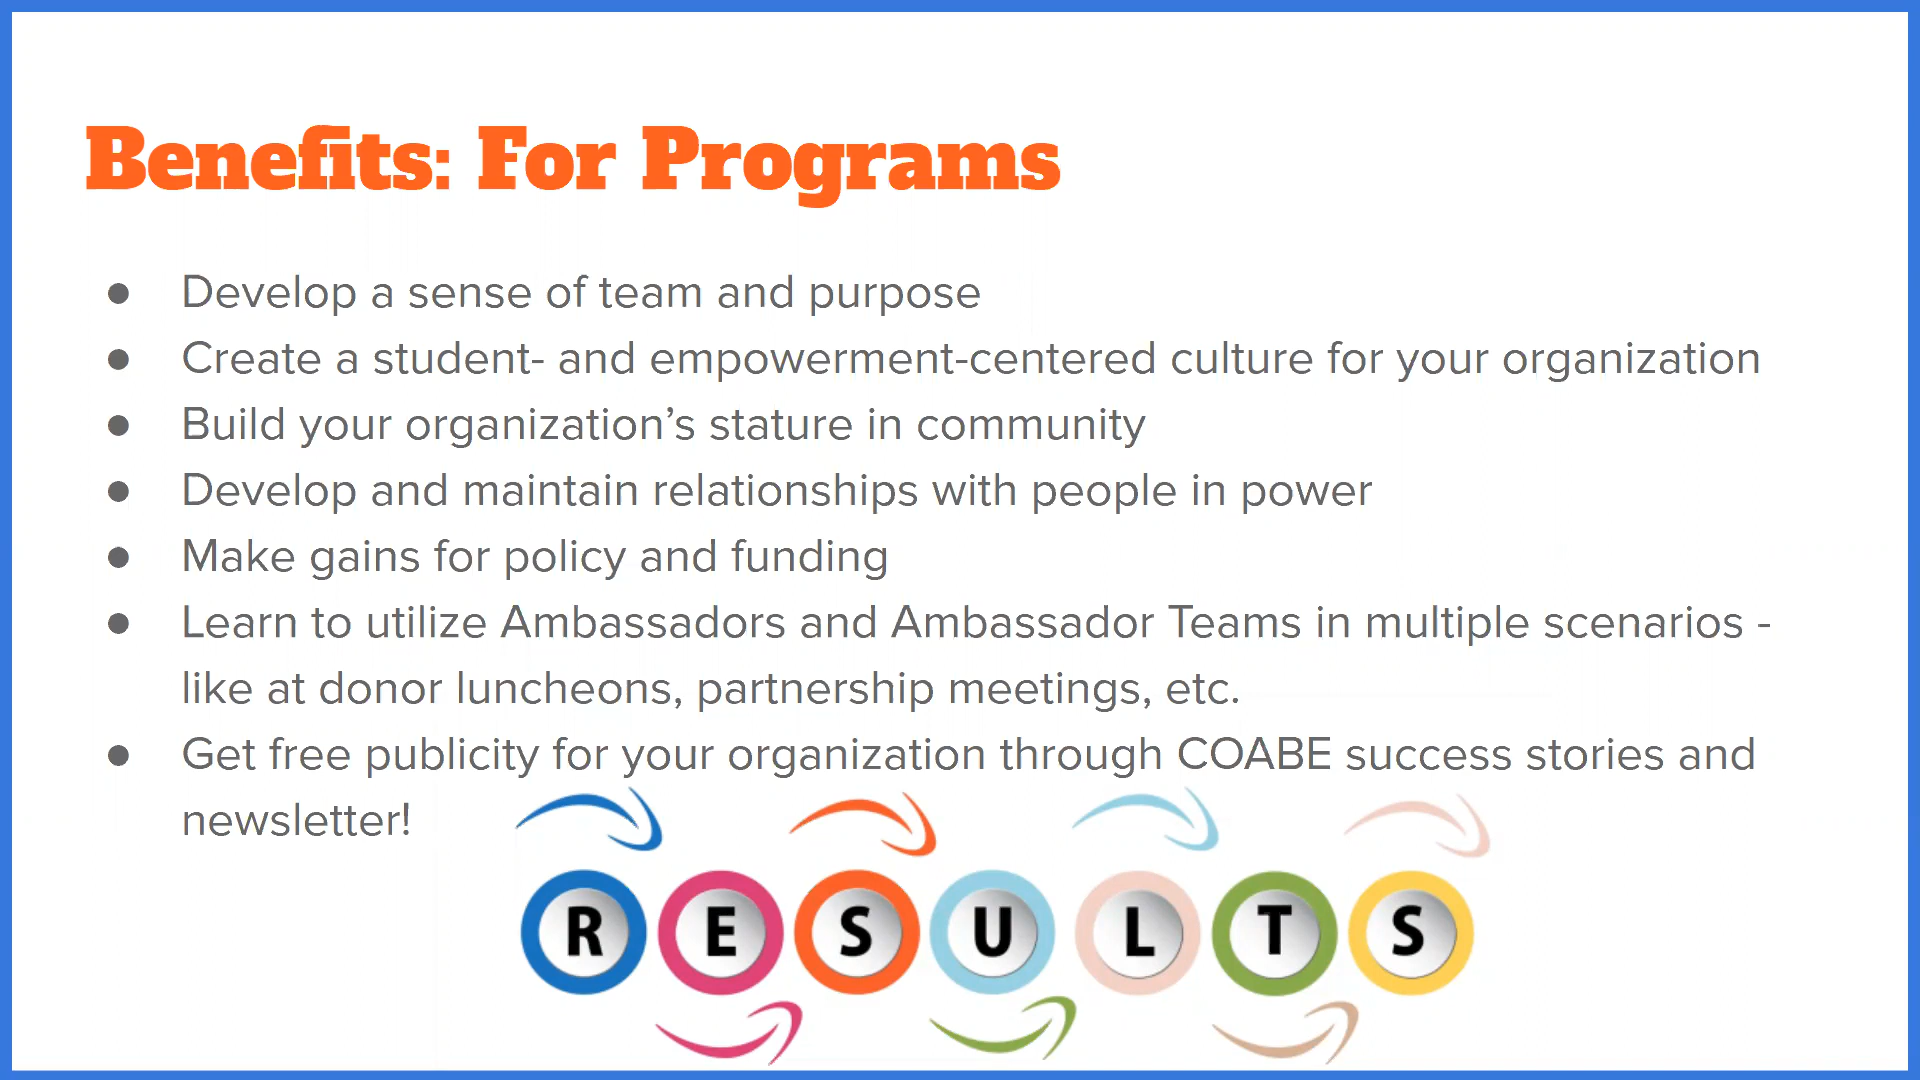 Benefits: For Programs
● Develop a sense of team and purpose
● Create a student- and empowerment-centered culture for your organization
● Build your organization’s stature in community
● Develop and maintain relationships with people in power
● Make gains for policy and funding
● Learn to utilize Ambassadors and Ambassador Teams in multiple scenarios -
like at donor luncheons, partnership meetings, etc.
● Get free publicity for your organization through COABE success stories and
newsletter!
RESULTS